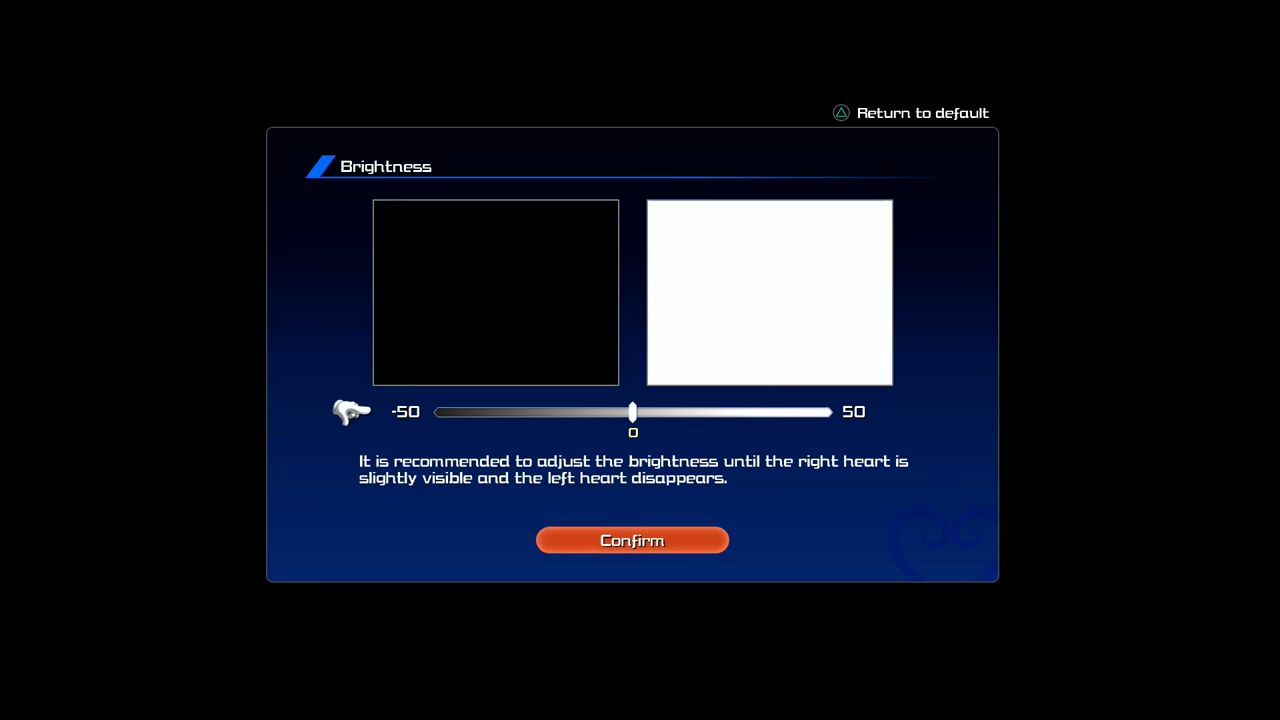 Return to default
Brightness
-50
50
0
It is recommended to adjust the brightness until the right heart is
slightly visible and the left heart disappears.
Confirm